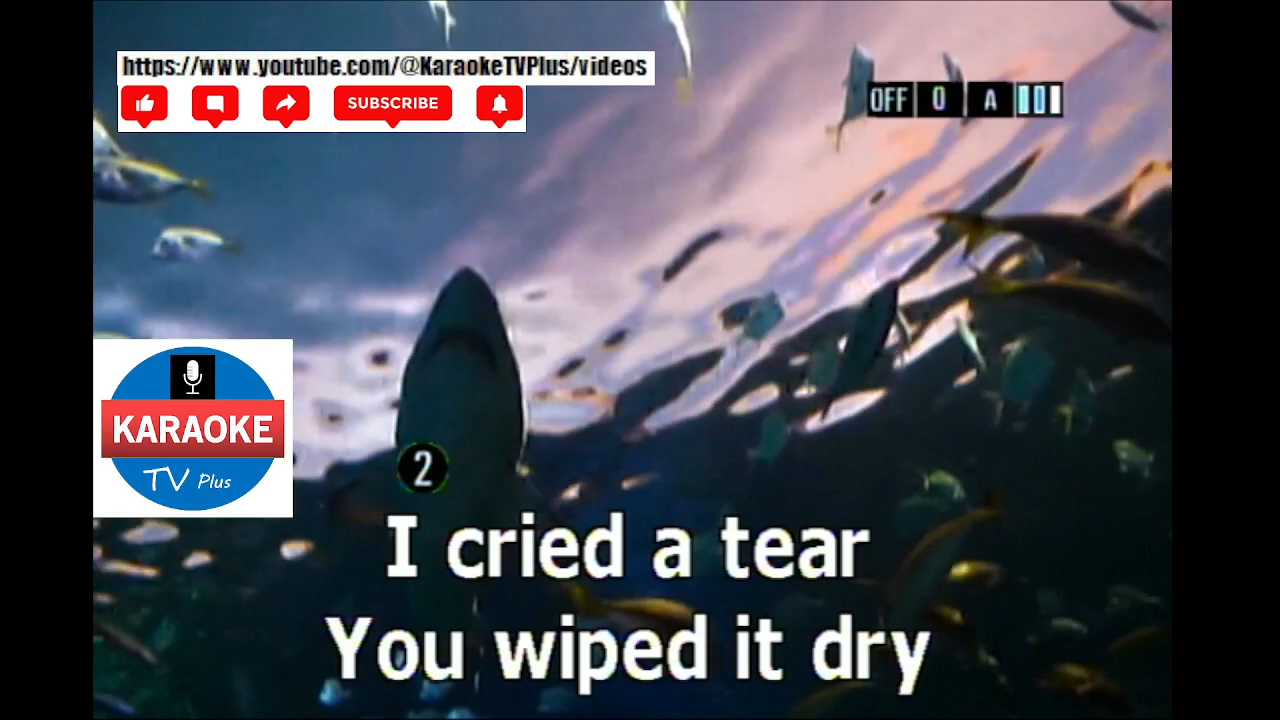 https://www.youtube.com/@KaraokeTVPlus/videos
SUBSCRIBE
OFF 0 A
KARAOKE
TV Plus
2
I cried a tear
You wiped it dry